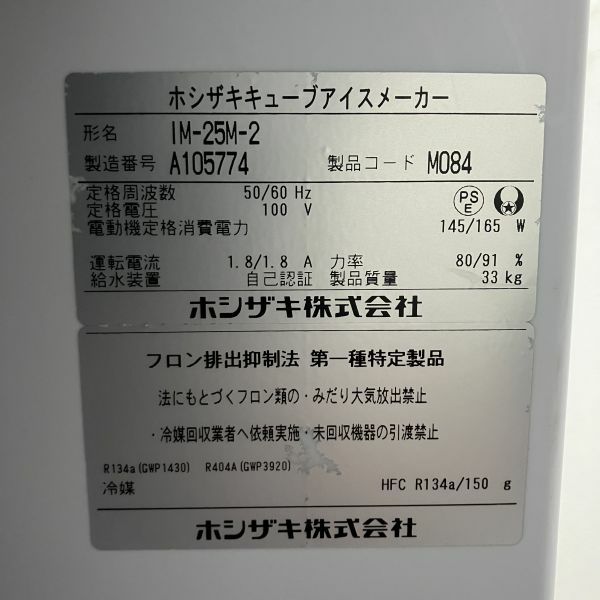 ホシザキキューブアイスメーカー
形名 IM-25M-2
製造番号 A105774 製品コード M084
定格周波数 50/60 Hz
定格電圧 100 V
PS E
電動機定格消費電力 145/165 W
運転電流 1.8/1.8 A 力率 80/91 %
給水装置 自己認証 製品質量 33 kg
ホシザキ株式会社
フロン排出抑制法 第一種特定製品
法にもとづくフロン類の・みだり大気放出禁止
・冷媒回収業者へ依頼実施・未回収機器の引渡禁止
R134a(GWP1430) R404A(GWP3920)
冷媒 HFC R134a/150 g
ホシザキ株式会社